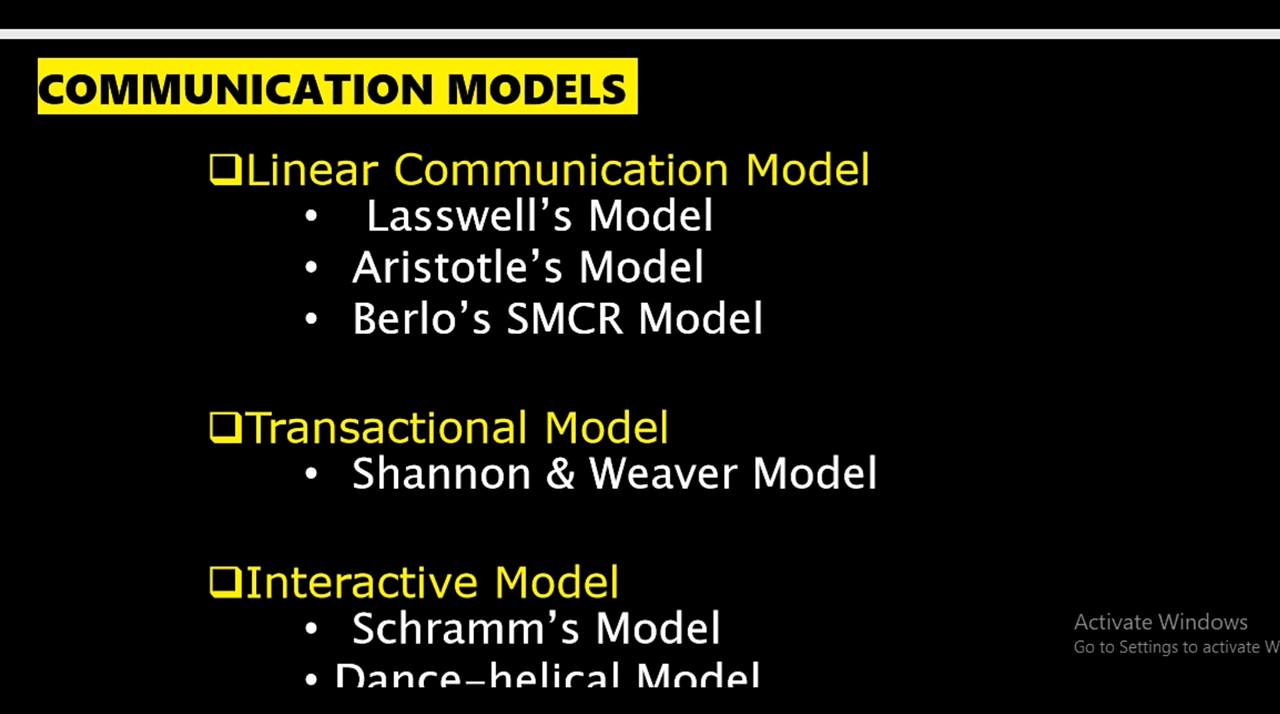 COMMUNICATION MODELS
❑Linear Communication Model
• Lasswell’s Model
• Aristotle’s Model
• Berlo’s SMCR Model
❑Transactional Model
• Shannon & Weaver Model
❑Interactive Model
• Schramm’s Model
• Dance-helical Model
Activate Windows
Go to Settings to activate W